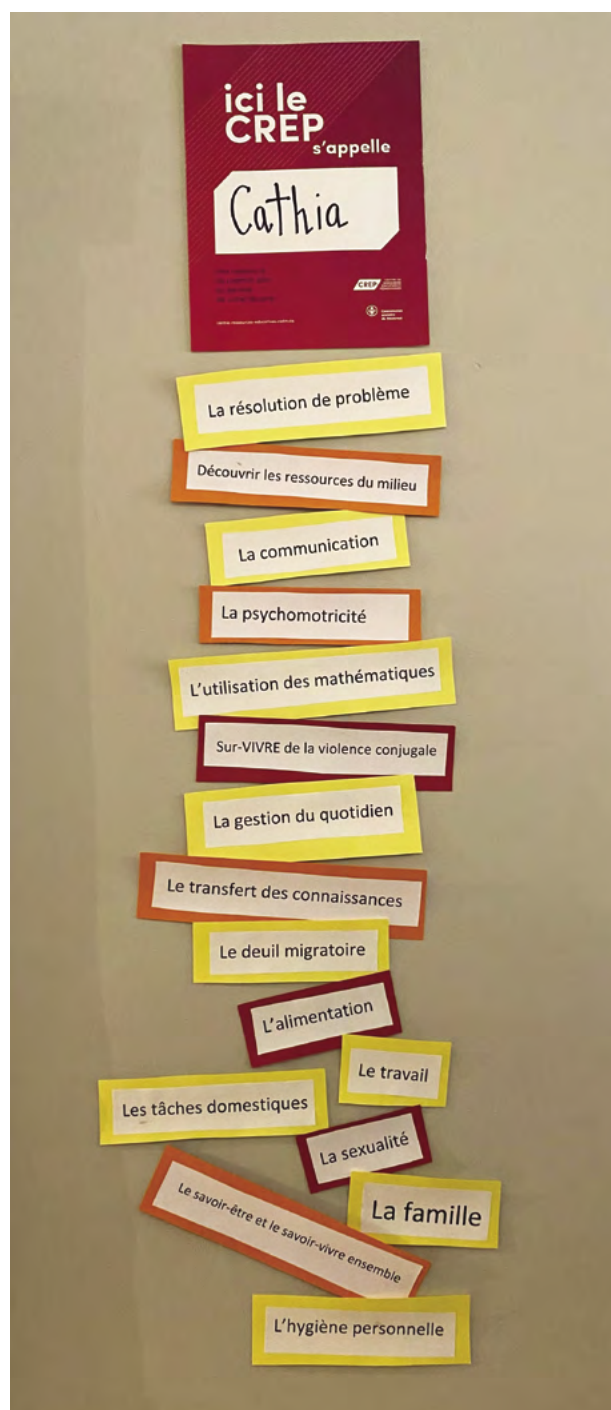 ici le
CREP
s'appelle
Cathia
CREP
La résolution de problème
Découvrir les ressources du milieu
La communication
La psychomotricité
L'utilisation des mathématiques
Sur-VIVRE de la violence conjugale
La gestion du quotidien
Le transfert des connaissances
Le deuil migratoire
L'alimentation
Le travail
Les tâches domestiques
La sexualité
La famille
Le savoir-être et le savoir-vivre ensemble
L'hygiène personnelle